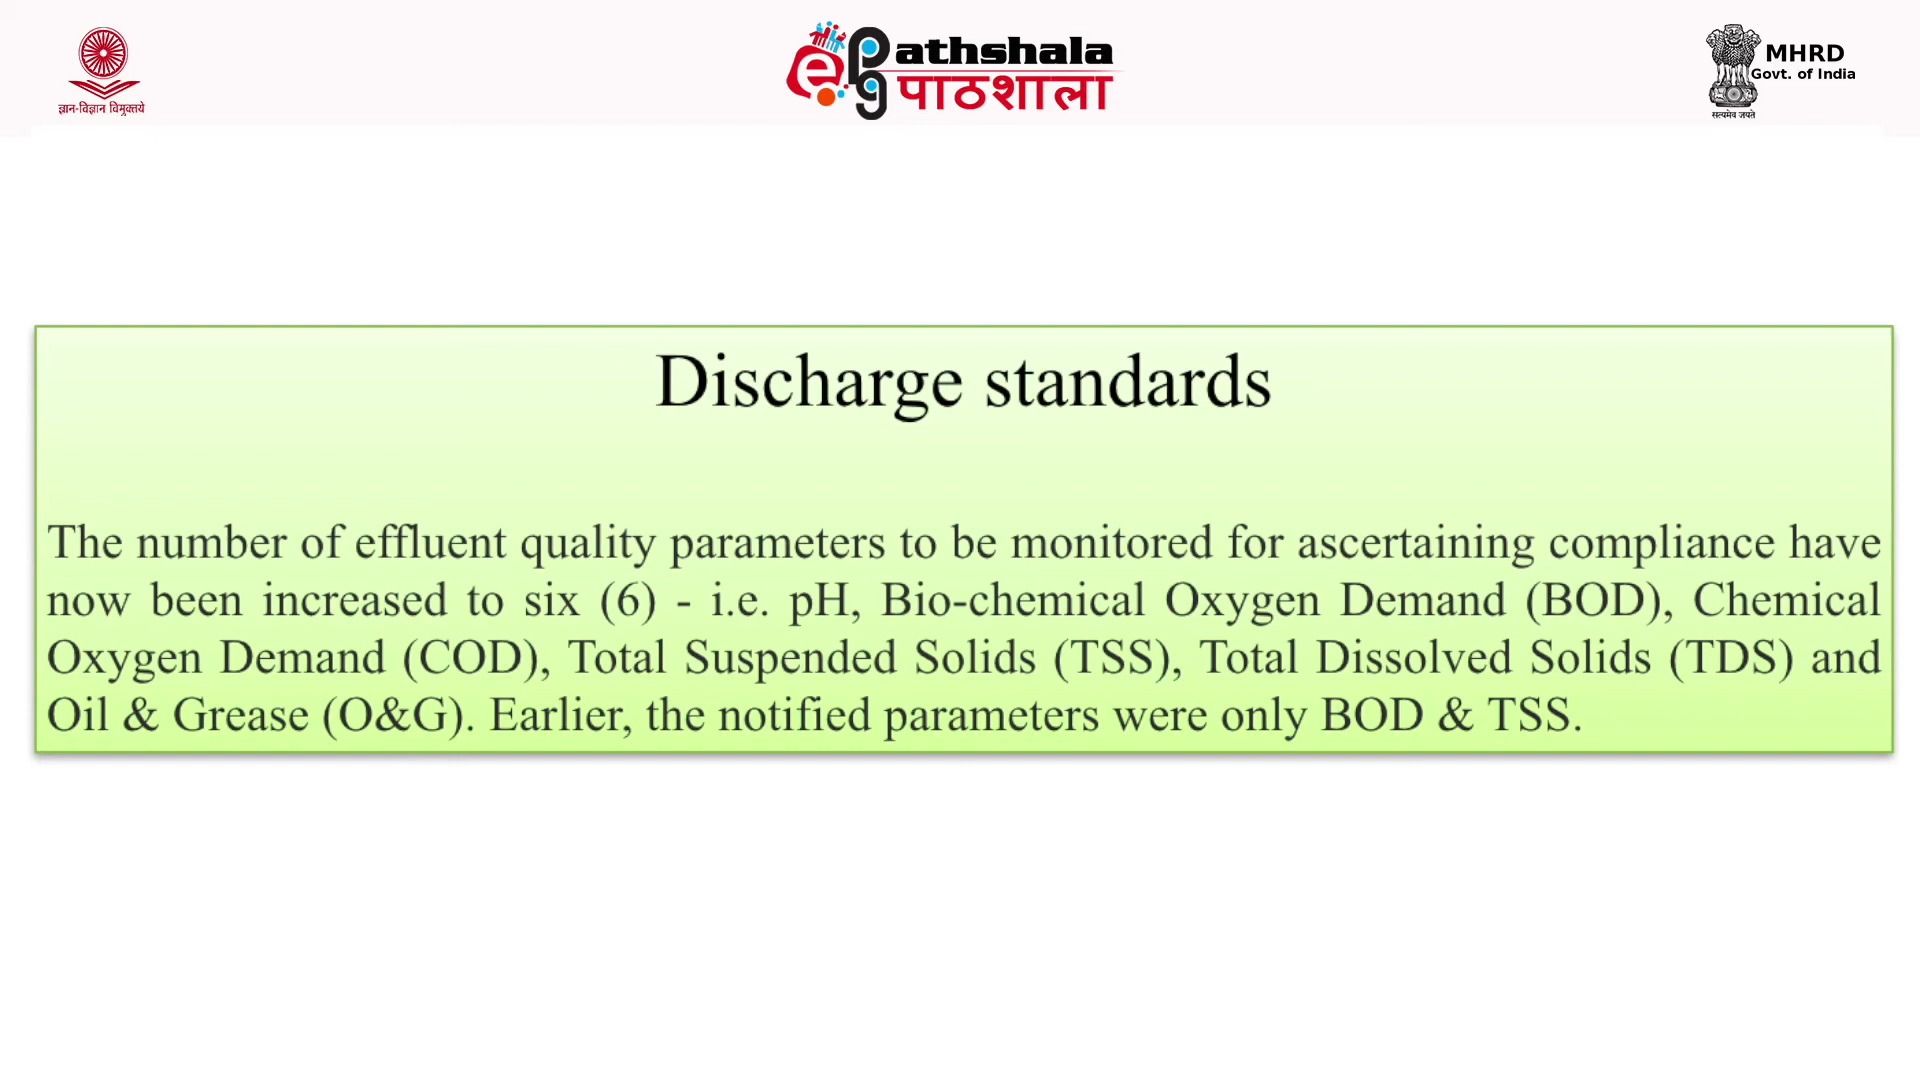 ज्ञान-विज्ञान विमुक्तये
ePG Pathshala
पाठशाला
MHRD
Govt. of India
सत्यमेव जयते
Discharge standards
The number of effluent quality parameters to be monitored for ascertaining compliance have
now been increased to six (6) - i.e. pH, Bio-chemical Oxygen Demand (BOD), Chemical
Oxygen Demand (COD), Total Suspended Solids (TSS), Total Dissolved Solids (TDS) and
Oil & Grease (O&G). Earlier, the notified parameters were only BOD & TSS.